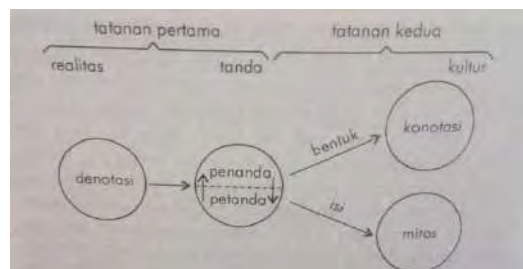 tatanan pertama tatanan kedua
realitas tanda kultur
bentuk konotasi
denotasi penanda
petanda
isi
mitos